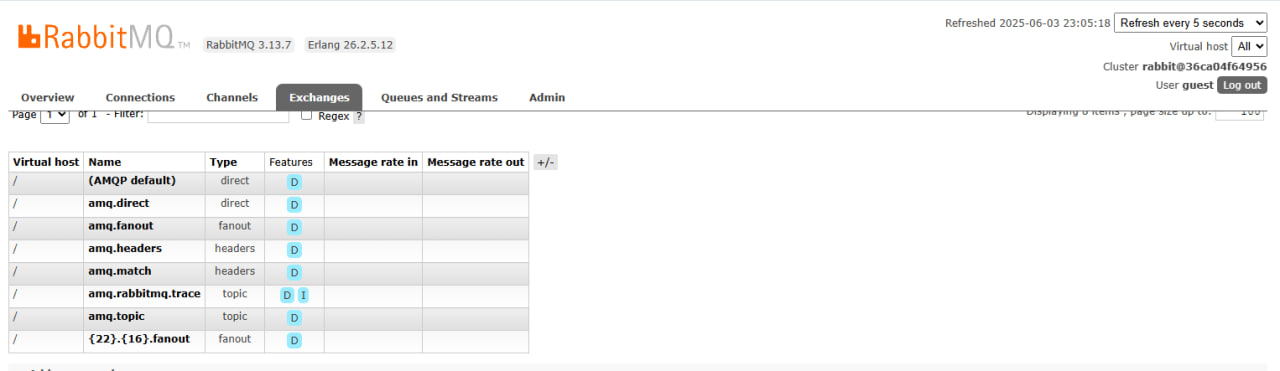 RabbitMQ TM RabbitMQ 3.13.7 Erlang 26.2.5.12
Refreshed 2025-06-03 23:05:18 Refresh every 5 seconds
Virtual host All
Cluster rabbit@36ca04f64956
User guest Log out
Overview Connections Channels Exchanges Queues and Streams Admin
Page 1 of 1 - Filter: Regex ? Displaying 8 items , page size up to: 100
Virtual host Name Type Features Message rate in Message rate out +/-
/ (AMQP default) direct D
/ amq.direct direct D
/ amq.fanout fanout D
/ amq.headers headers D
/ amq.match headers D
/ amq.rabbitmq.trace topic D I
/ amq.topic topic D
/ {22}.{16}.fanout fanout D